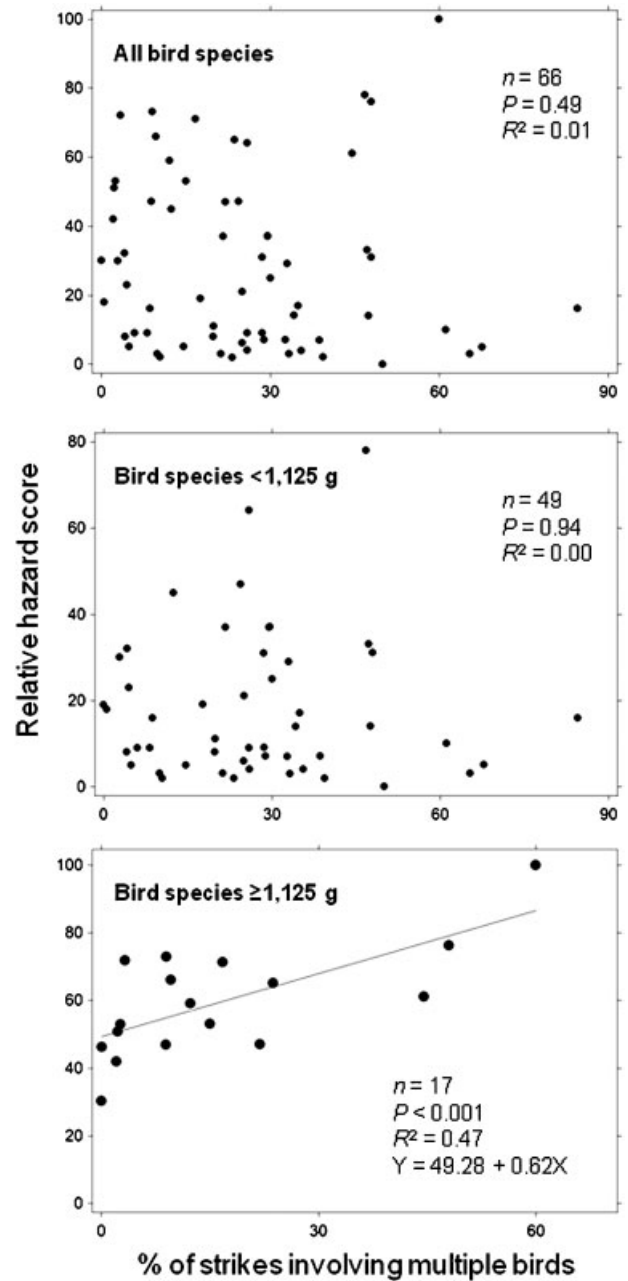 All bird species
n = 66
P = 0.49
R² = 0.01
100
80
60
40
20
0
0
30
60
90
Bird species <1,125 g
n = 49
P = 0.94
R² = 0.00
80
60
40
20
0
0
30
60
90
Relative hazard score
Bird species ≥1,125 g
100
80
60
40
20
0
n = 17
P < 0.001
R² = 0.47
Y = 49.28 + 0.62X
0
30
60
% of strikes involving multiple birds